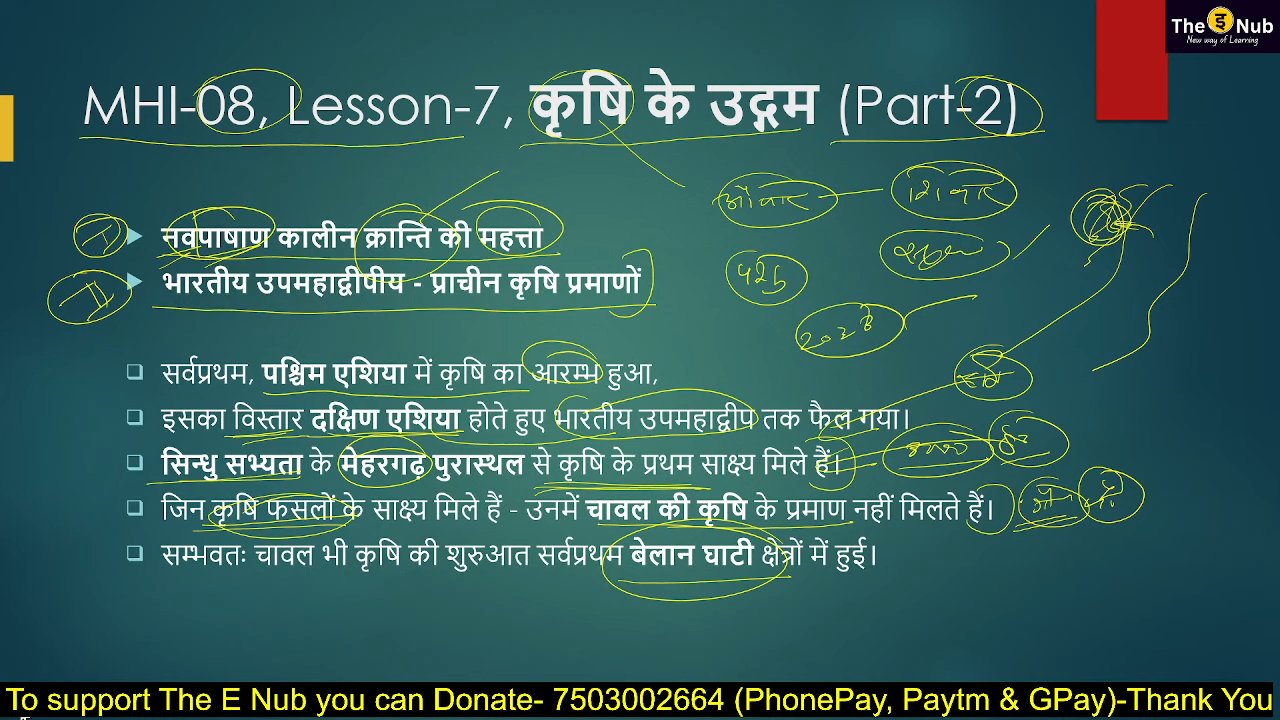 The इ Nub
New way of Learning
MHI-08, Lesson-7, कृषि के उद्गम (Part-2)
नवपाषाण कालीन क्रान्ति की महत्ता
भारतीय उपमहाद्वीपीय - प्राचीन कृषि प्रमाणों
सर्वप्रथम, पश्चिम एशिया में कृषि का आरम्भ हुआ,
इसका विस्तार दक्षिण एशिया होते हुए भारतीय उपमहाद्वीप तक फैल गया।
सिन्धु सभ्यता के मेहरगढ़ पुरास्थल से कृषि के प्रथम साक्ष्य मिले हैं।
जिन कृषि फसलों के साक्ष्य मिले हैं - उनमें चावल की कृषि के प्रमाण नहीं मिलते हैं।
सम्भवतः चावल भी कृषि की शुरुआत सर्वप्रथम बेलान घाटी क्षेत्रों में हुई।
I
II
औजार
शिकार
पशु
To support The E Nub you can Donate- 7503002664 (PhonePay, Paytm & GPay)-Thank You